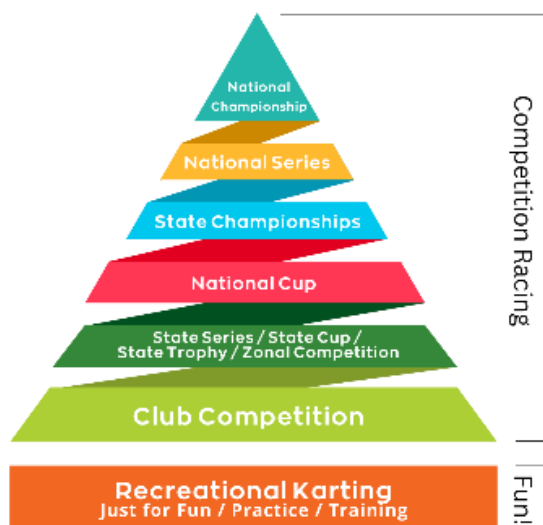 National
Championship
National Series
State Championships
National Cup
State Series / State Cup /
State Trophy / Zonal Competition
Club Competition
Recreational Karting
Just for Fun / Practice / Training
Competition Racing
Fun!